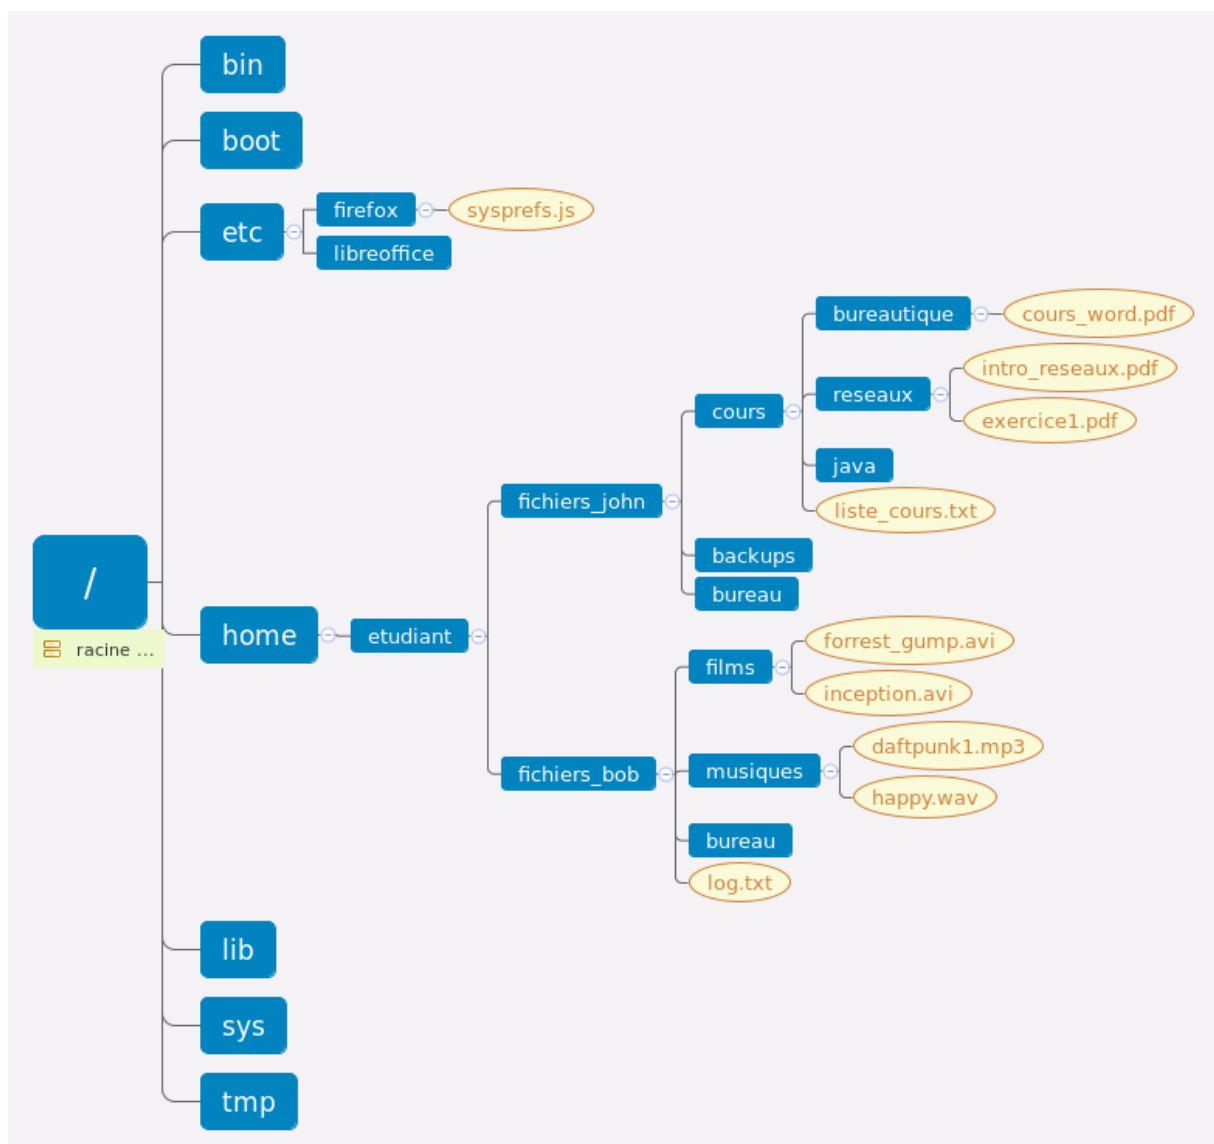 bin
boot
etc
firefox
sysprefs.js
libreoffice
/
racine ...
home
etudiant
fichiers_john
cours
bureautique
cours_word.pdf
reseaux
intro_reseaux.pdf
exercice1.pdf
java
liste_cours.txt
backups
bureau
fichiers_bob
films
forrest_gump.avi
inception.avi
musiques
daftpunk1.mp3
happy.wav
bureau
log.txt
lib
sys
tmp